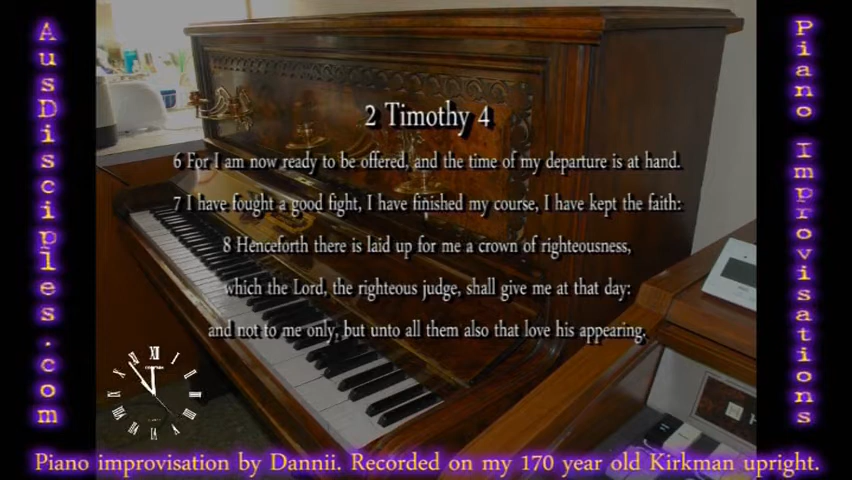 AusDisciples.com
Piano Improvisations
2 Timothy 4
6 For I am now ready to be offered, and the time of my departure is at hand.
7 I have fought a good fight, I have finished my course, I have kept the faith:
8 Henceforth there is laid up for me a crown of righteousness,
which the Lord, the righteous judge, shall give me at that day:
and not to me only, but unto all them also that love his appearing.
Piano improvisation by Dannii. Recorded on my 170 year old Kirkman upright.